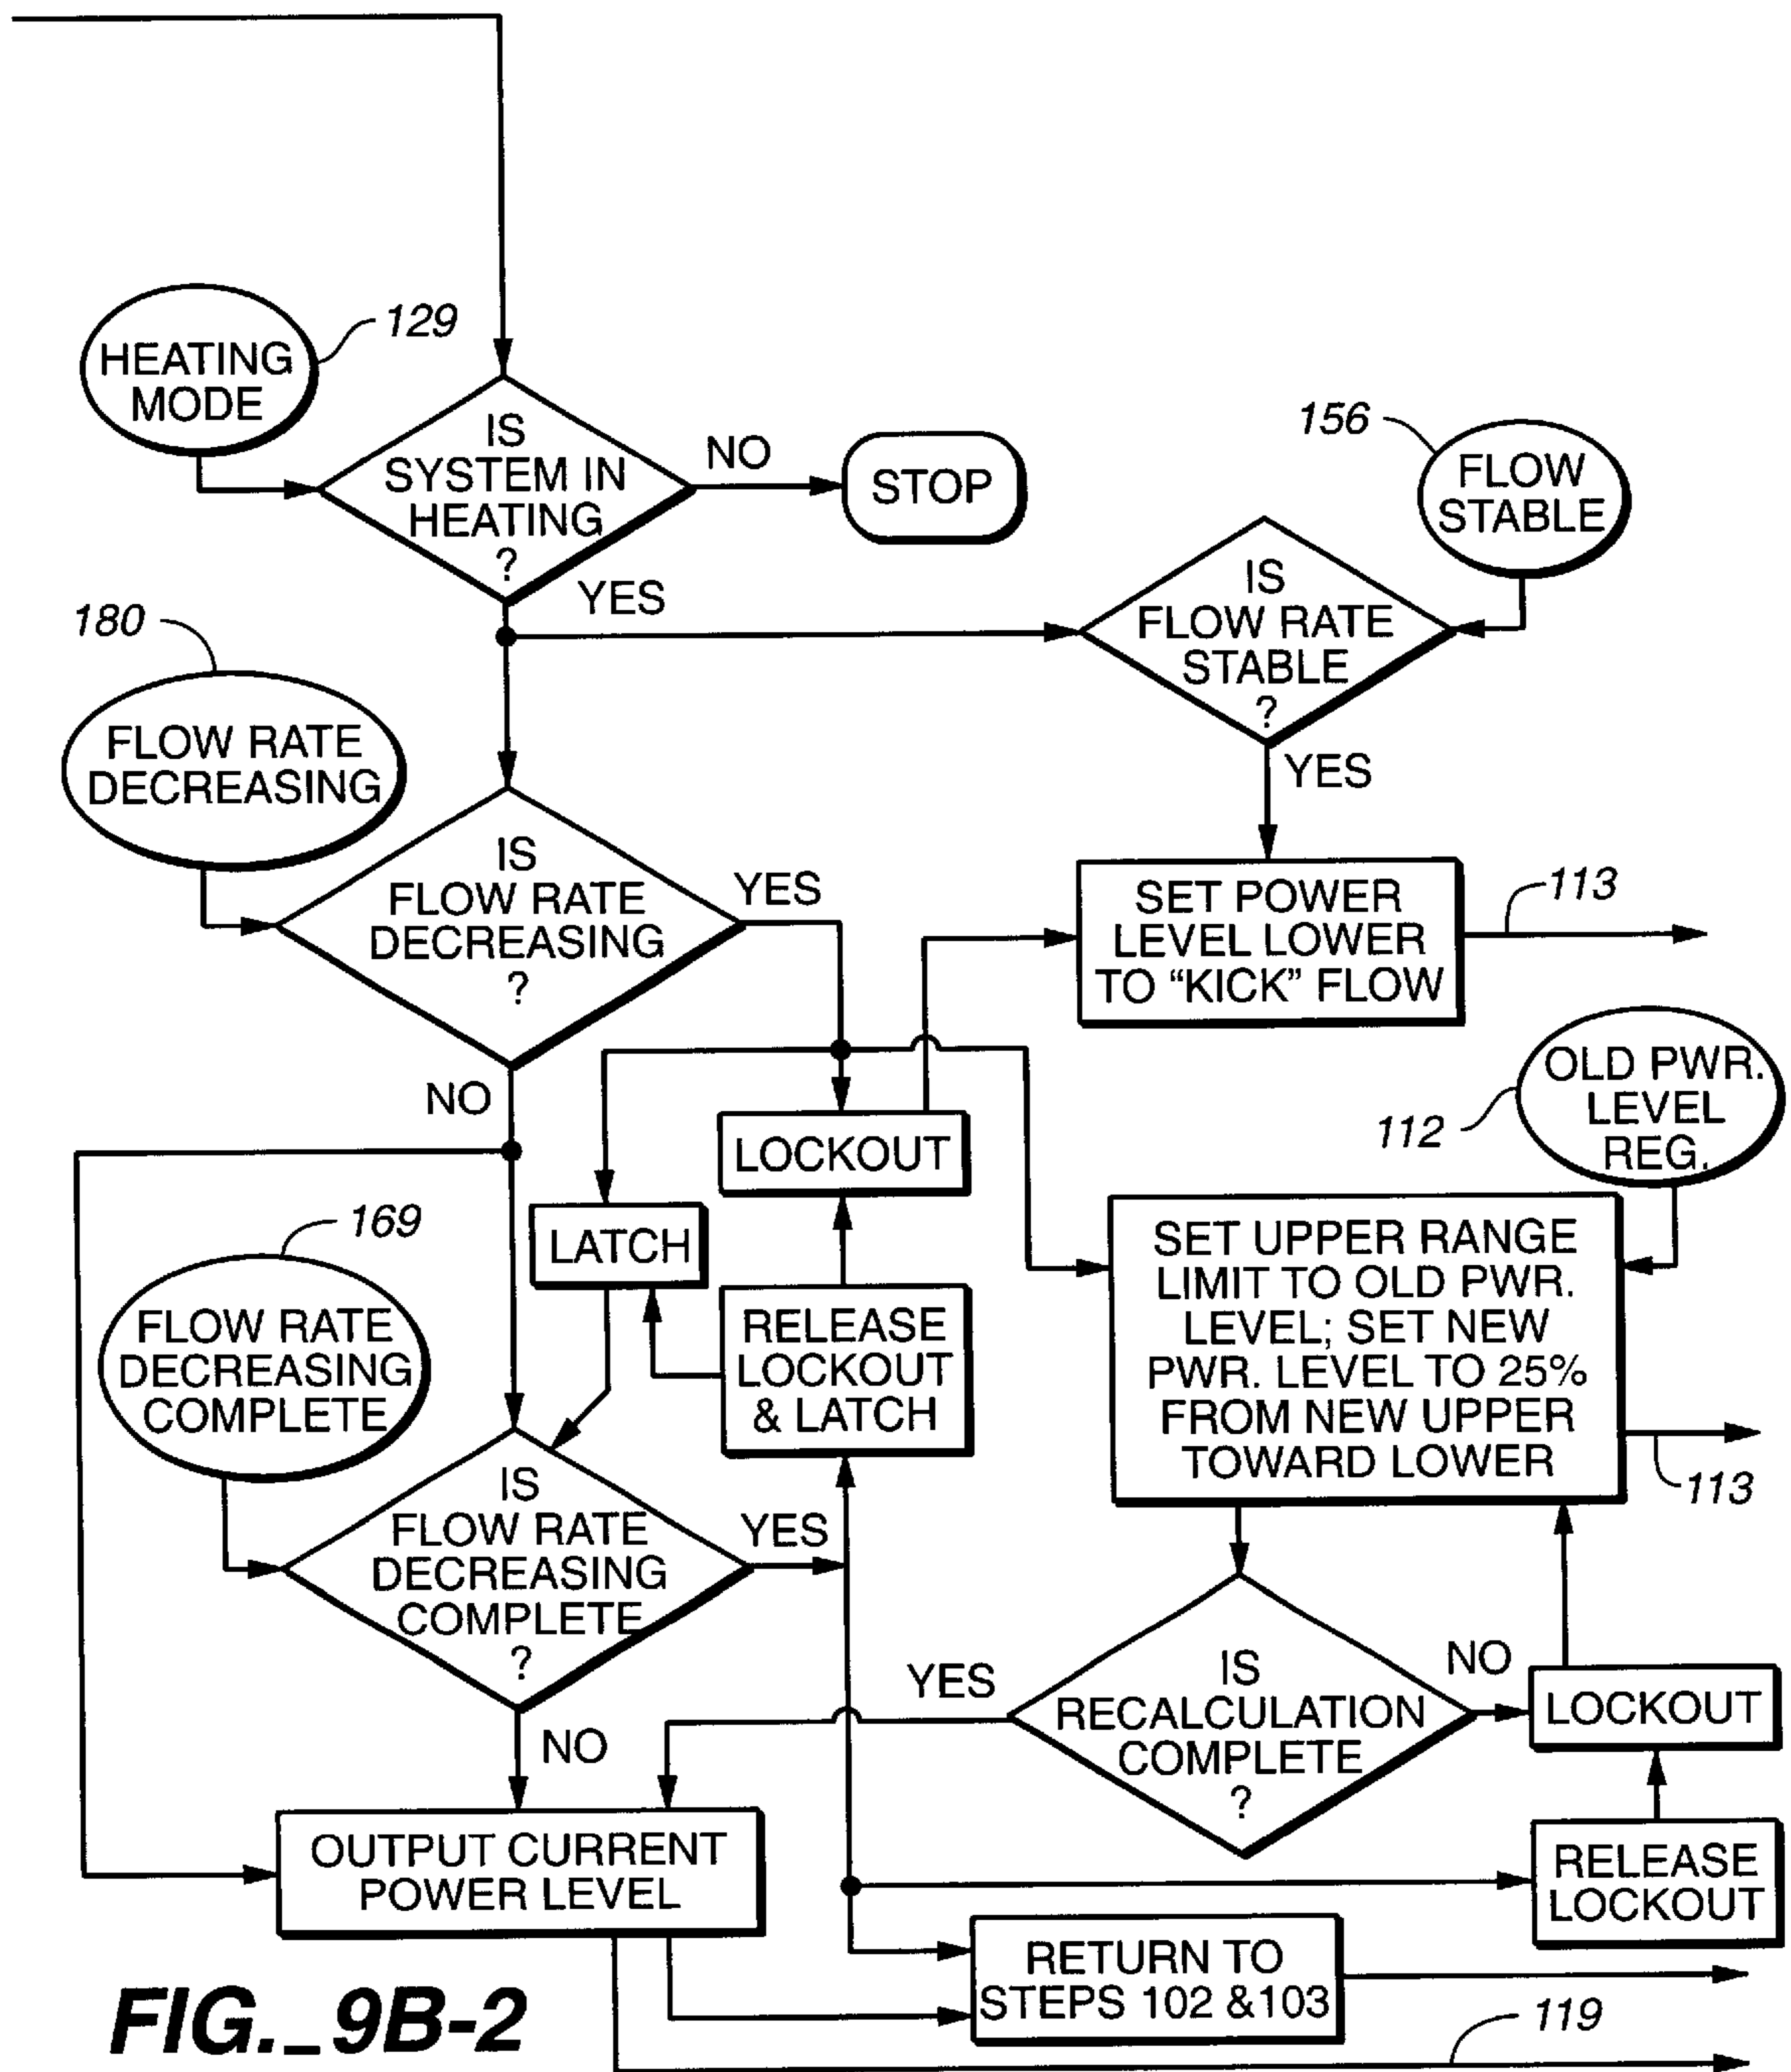 129
HEATING
MODE
IS
SYSTEM IN
HEATING
?
NO
STOP
YES
156
FLOW
STABLE
IS
FLOW RATE
STABLE
?
YES
180
FLOW RATE
DECREASING
IS
FLOW RATE
DECREASING
?
YES
NO
SET POWER
LEVEL LOWER
TO “KICK” FLOW
113
OLD PWR.
LEVEL
REG.
112
LOCKOUT
LATCH
RELEASE
LOCKOUT
& LATCH
169
FLOW RATE
DECREASING
COMPLETE
SET UPPER RANGE
LIMIT TO OLD PWR.
LEVEL; SET NEW
PWR. LEVEL TO 25%
FROM NEW UPPER
TOWARD LOWER
113
IS
FLOW RATE
DECREASING
COMPLETE
?
YES
NO
IS
RECALCULATION
COMPLETE
?
YES
NO
LOCKOUT
RELEASE
LOCKOUT
OUTPUT CURRENT
POWER LEVEL
RETURN TO
STEPS 102 &103
119
FIG._9B-2